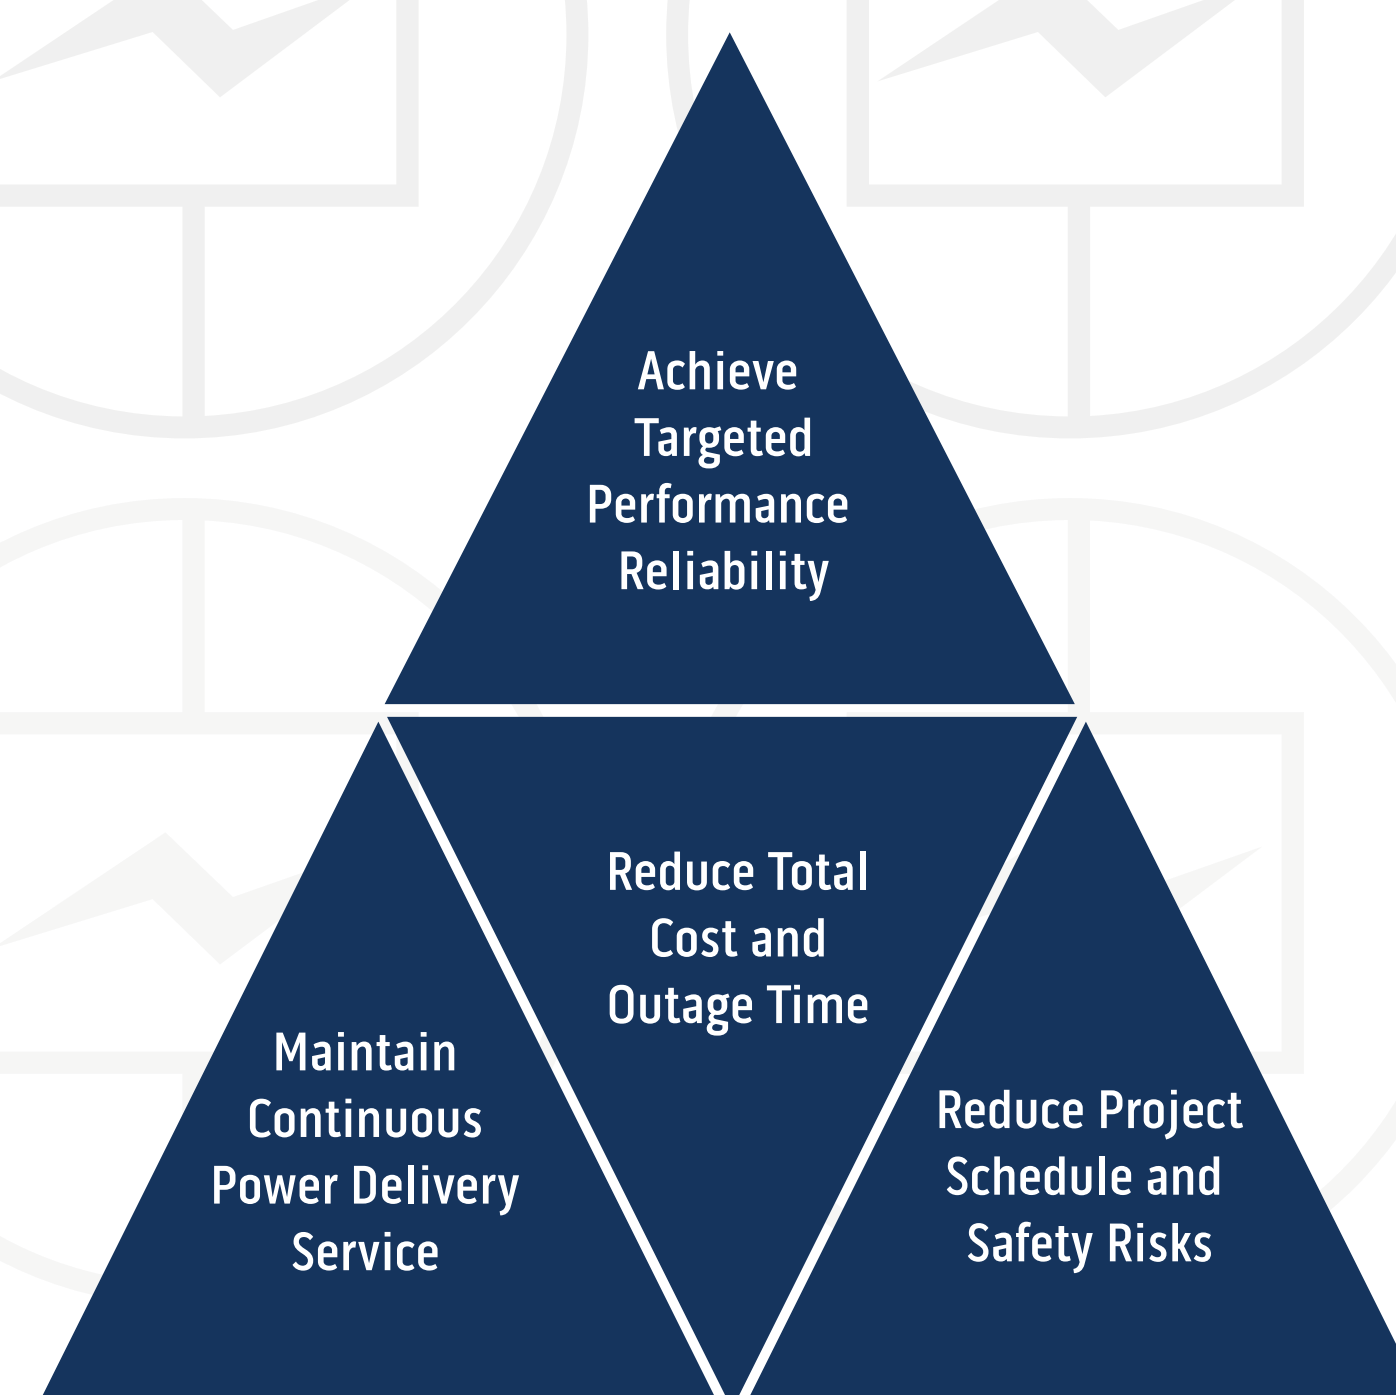 Achieve
Targeted
Performance
Reliability
Reduce Total
Cost and
Outage Time
Maintain
Continuous
Power Delivery
Service
Reduce Project
Schedule and
Safety Risks